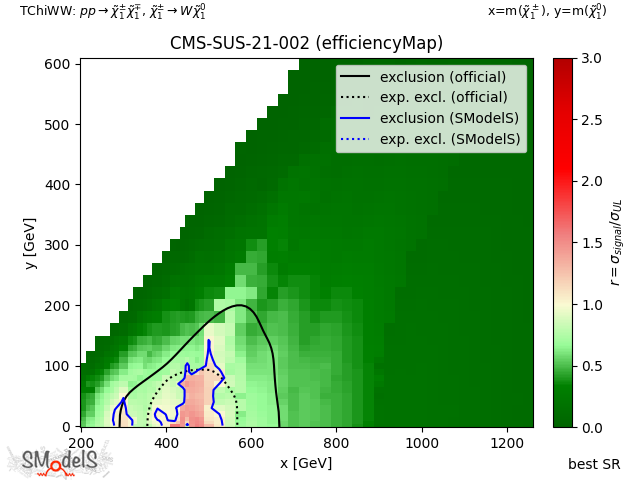 TChiWW: pp → χ̃₁^± χ̃₁^∓, χ̃₁^± → W χ̃₁^0
x=m(χ̃₁^±), y=m(χ̃₁^0)
CMS-SUS-21-002 (efficiencyMap)
exclusion (official)
exp. excl. (official)
exclusion (SModelS)
exp. excl. (SModelS)
y [GeV]
600
500
400
300
200
100
0
200
400
600
800
1000
1200
x [GeV]
3.0
2.5
2.0
1.5
1.0
0.5
0.0
r = σ_signal/σ_UL
best SR
SModelS